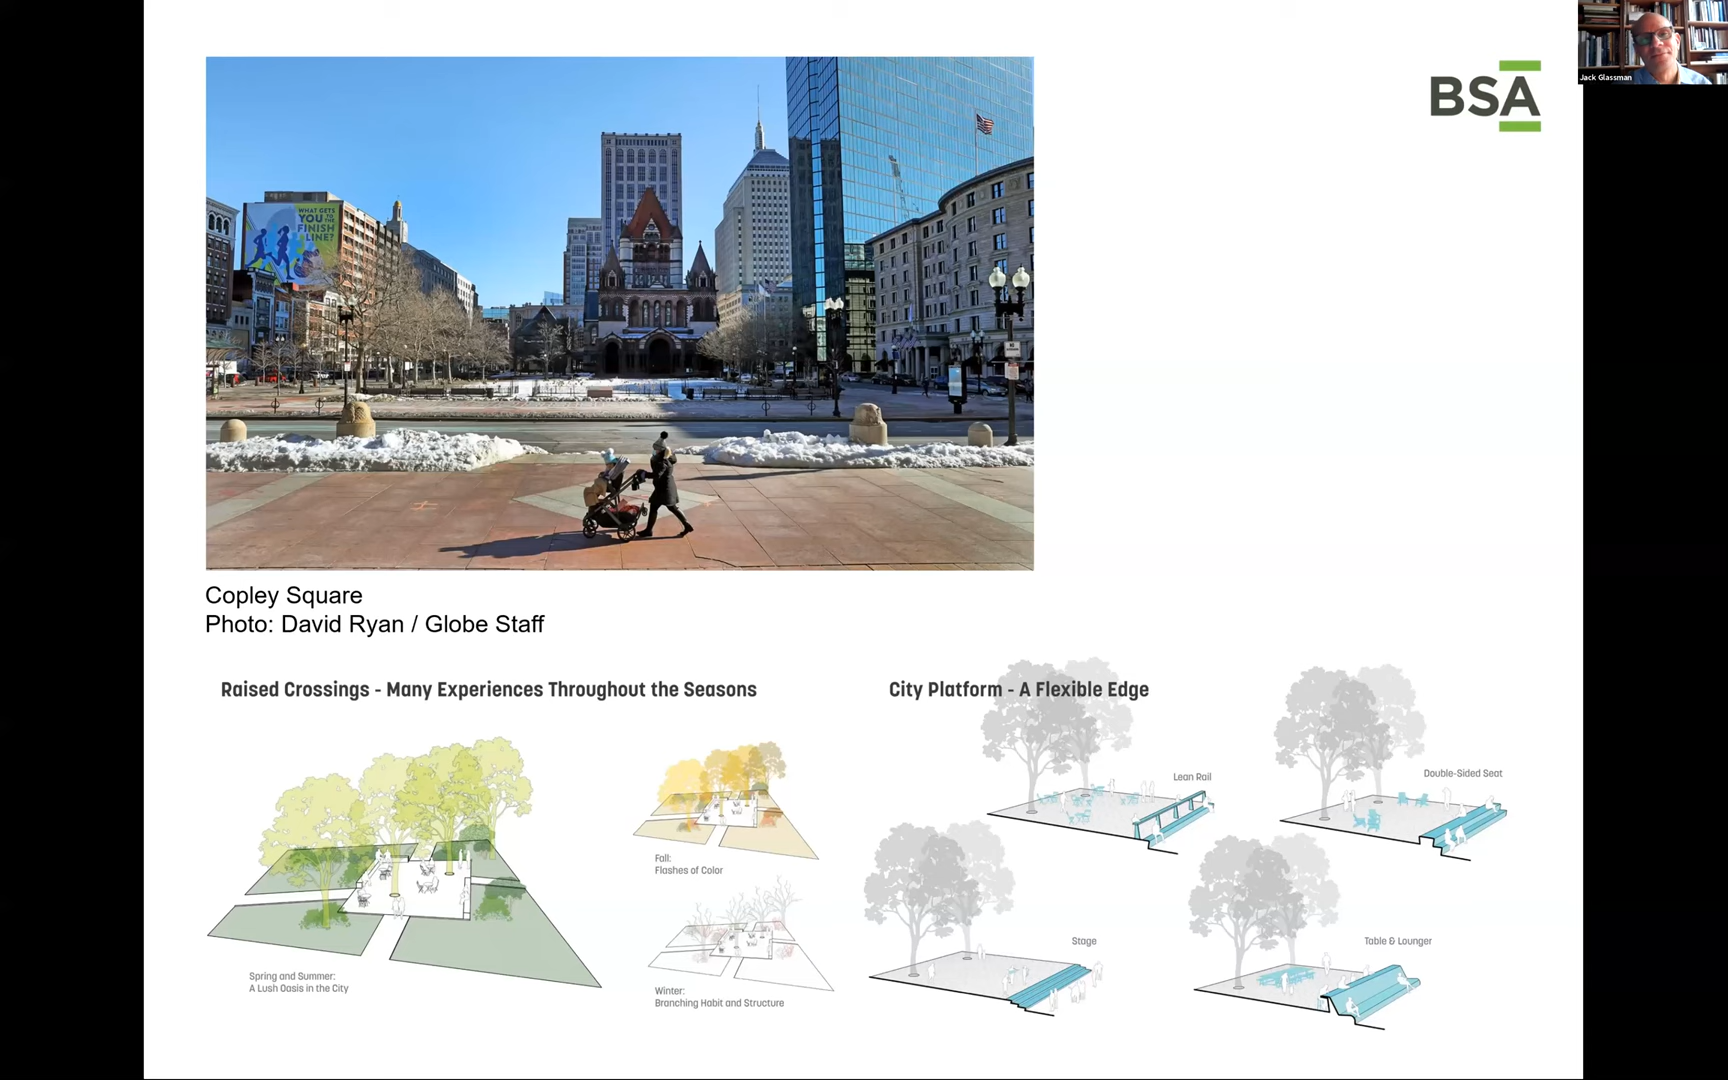 Jack Glassman
BSA
WHAT GETS
YOU TO THE
FINISH
LINE?
Copley Square
Photo: David Ryan / Globe Staff
Raised Crossings - Many Experiences Throughout the Seasons
City Platform - A Flexible Edge
Lean Rail
Double-Sided Seat
Fall:
Flashes of Color
Stage
Table & Lounger
Spring and Summer:
A Lush Oasis in the City
Winter:
Branching Habit and Structure